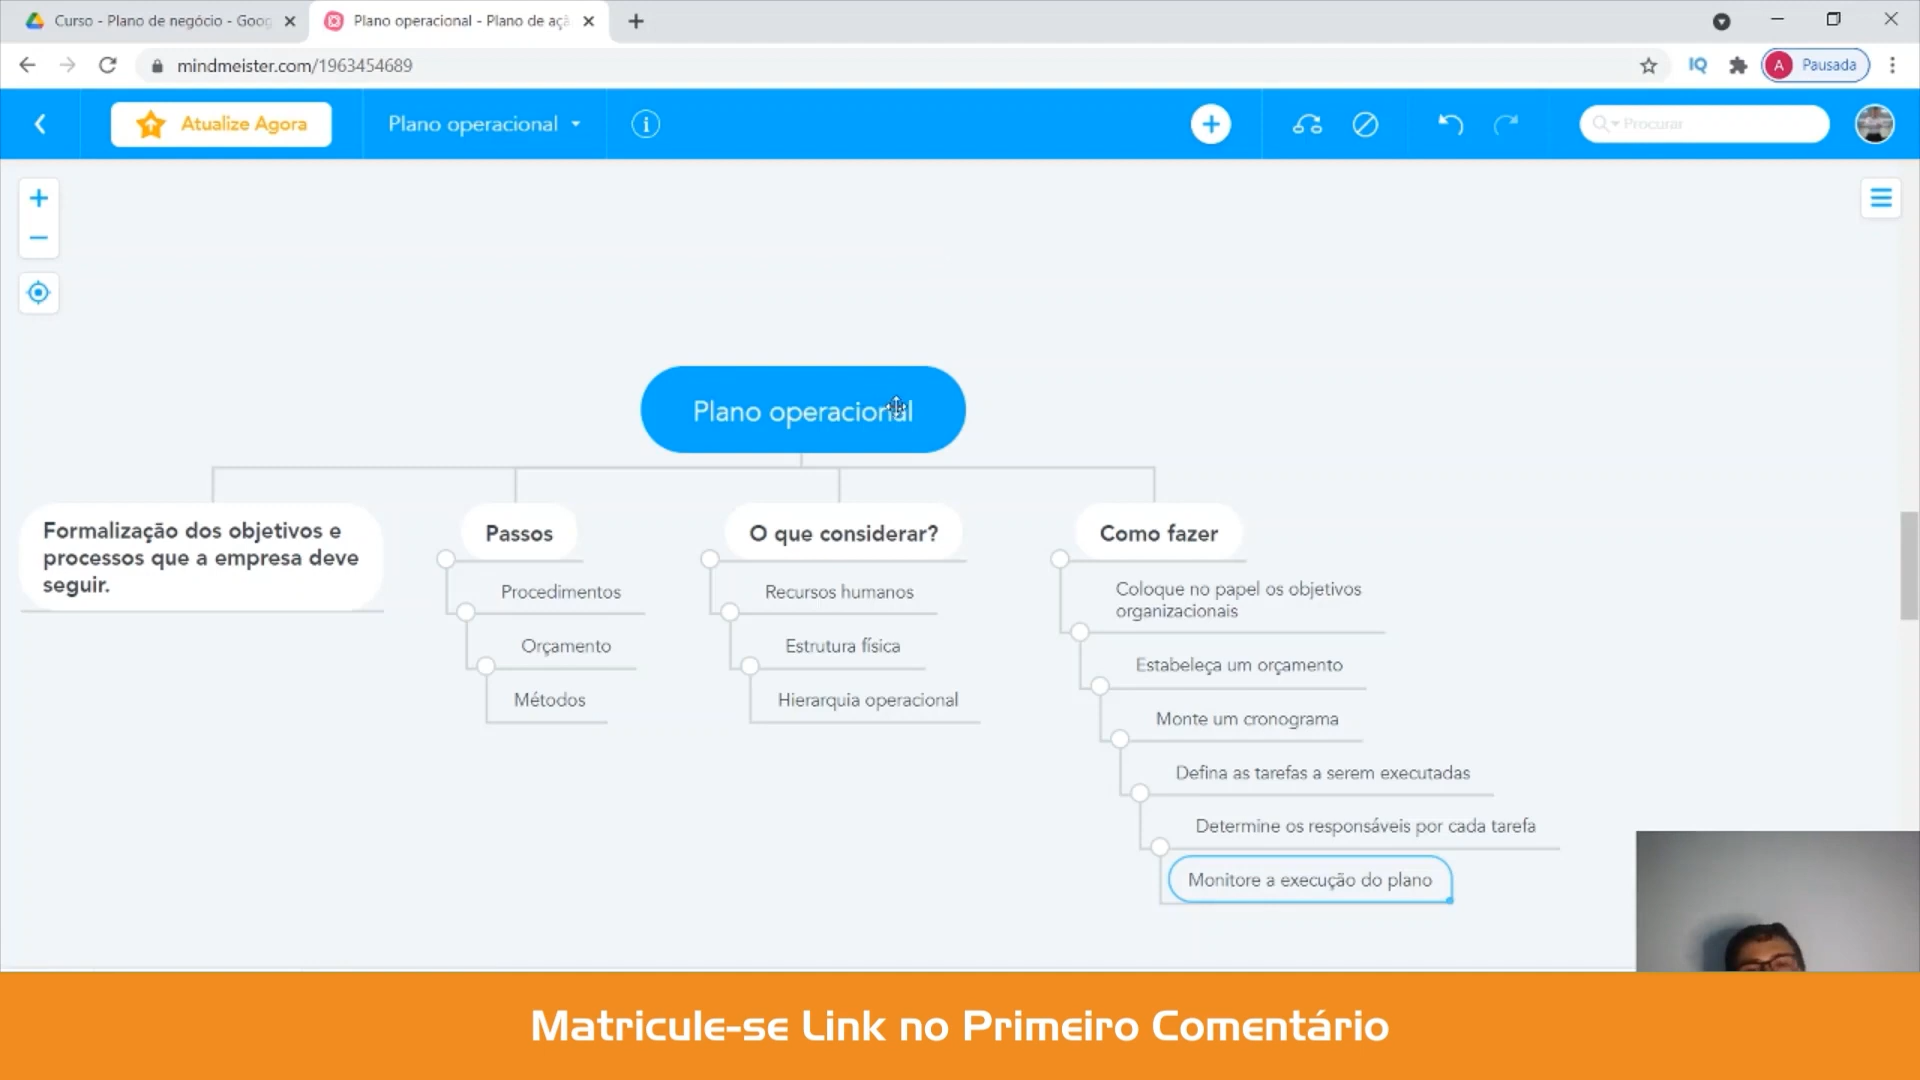 Curso - Plano de negócio - Goog
Plano operacional - Plano de açã
mindmeister.com/1963454689
IQ
A
Pausada
Atualize Agora
Plano operacional
Procurar
Plano operacional
Formalização dos objetivos e
processos que a empresa deve
seguir.
Passos
Procedimentos
Orçamento
Métodos
O que considerar?
Recursos humanos
Estrutura física
Hierarquia operacional
Como fazer
Coloque no papel os objetivos
organizacionais
Estabeleça um orçamento
Monte um cronograma
Defina as tarefas a serem executadas
Determine os responsáveis por cada tarefa
Monitore a execução do plano
Matricule-se Link no Primeiro Comentário